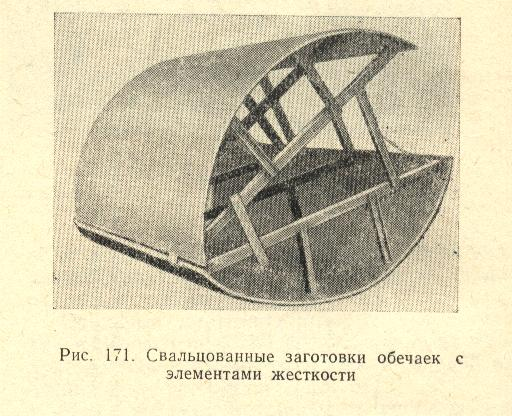 Рис. 171. Свальцованные заготовки обечаек с
элементами жесткости